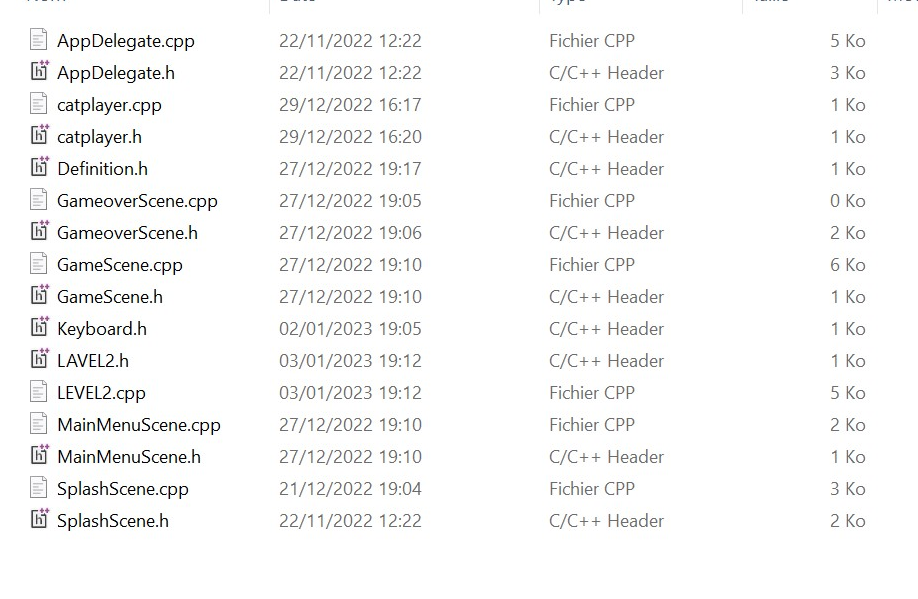 AppDelegate.cpp 22/11/2022 12:22 Fichier CPP 5 Ko
AppDelegate.h 22/11/2022 12:22 C/C++ Header 3 Ko
catplayer.cpp 29/12/2022 16:17 Fichier CPP 1 Ko
catplayer.h 29/12/2022 16:20 C/C++ Header 1 Ko
Definition.h 27/12/2022 19:17 C/C++ Header 1 Ko
GameoverScene.cpp 27/12/2022 19:05 Fichier CPP 0 Ko
GameoverScene.h 27/12/2022 19:06 C/C++ Header 2 Ko
GameScene.cpp 27/12/2022 19:10 Fichier CPP 6 Ko
GameScene.h 27/12/2022 19:10 C/C++ Header 1 Ko
Keyboard.h 02/01/2023 19:05 C/C++ Header 1 Ko
LAVEL2.h 03/01/2023 19:12 C/C++ Header 1 Ko
LEVEL2.cpp 03/01/2023 19:12 Fichier CPP 5 Ko
MainMenuScene.cpp 27/12/2022 19:10 Fichier CPP 2 Ko
MainMenuScene.h 27/12/2022 19:10 C/C++ Header 1 Ko
SplashScene.cpp 21/12/2022 19:04 Fichier CPP 3 Ko
SplashScene.h 22/11/2022 12:22 C/C++ Header 2 Ko